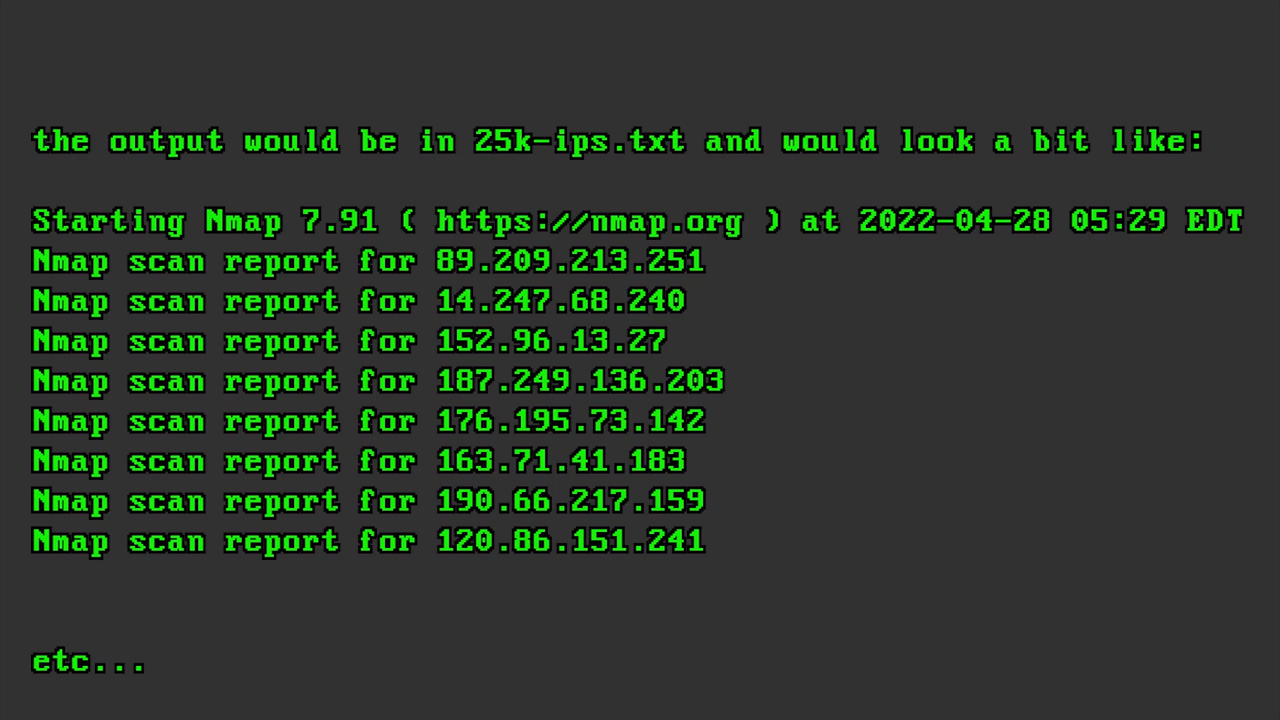 the output would be in 25k-ips.txt and would look a bit like:
Starting Nmap 7.91 ( https://nmap.org ) at 2022-04-28 05:29 EDT
Nmap scan report for 89.209.213.251
Nmap scan report for 14.247.68.240
Nmap scan report for 152.96.13.27
Nmap scan report for 187.249.136.203
Nmap scan report for 176.195.73.142
Nmap scan report for 163.71.41.183
Nmap scan report for 190.66.217.159
Nmap scan report for 120.86.151.241
etc...